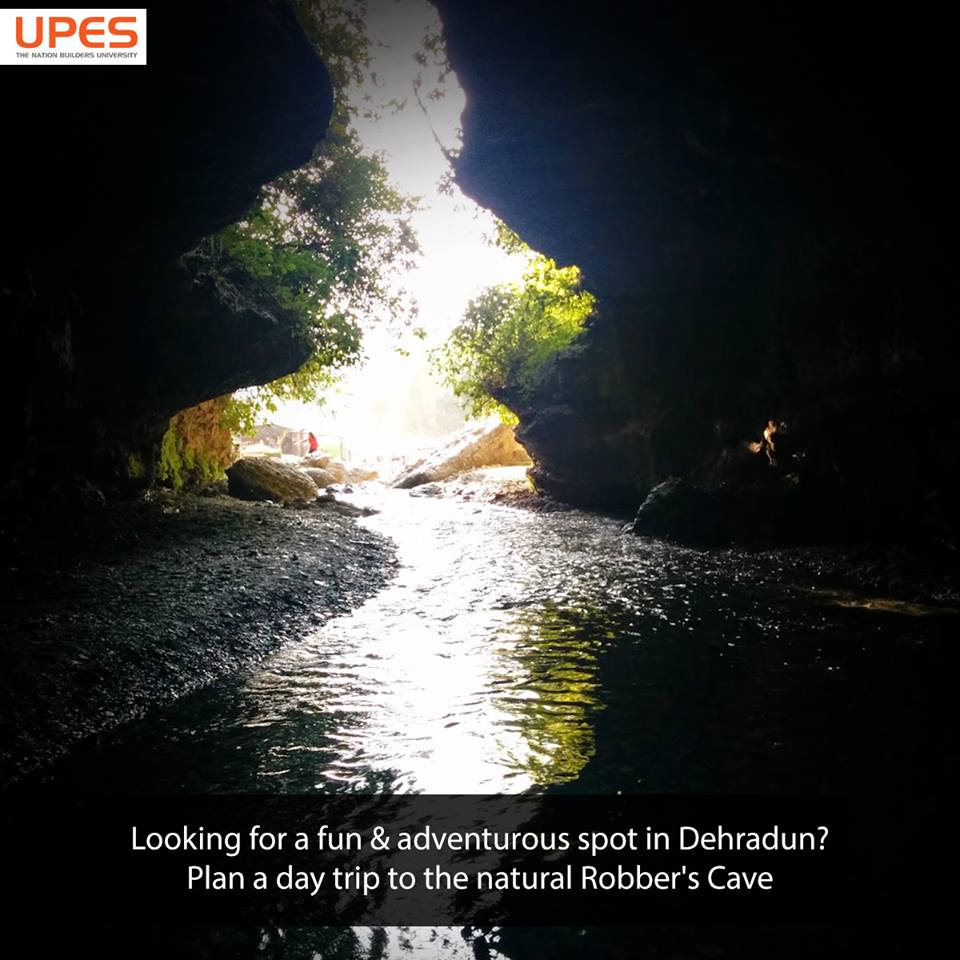 UPES
THE NATION BUILDERS UNIVERSITY
Looking for a fun & adventurous spot in Dehradun?
Plan a day trip to the natural Robber's Cave